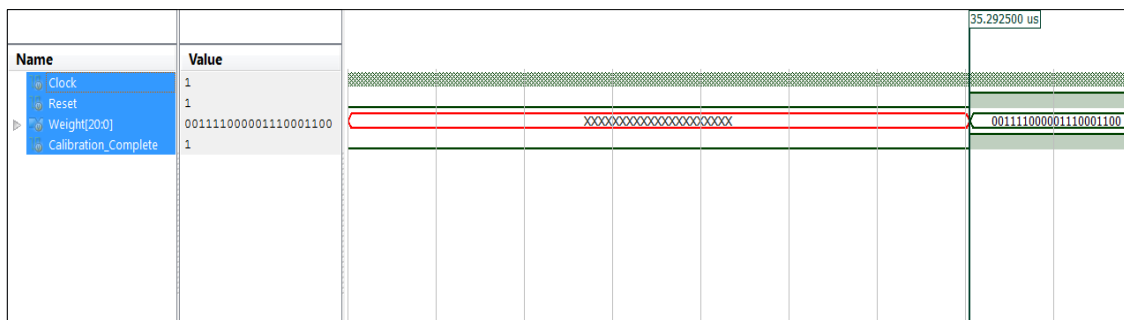 35.292500 us
Name Value
Clock 1
Reset 1
Weight[20:0] 001111000001110001100 XXXXXXXXXXXXXXXXXXXXX 001111000001110001100
Calibration_Complete 1